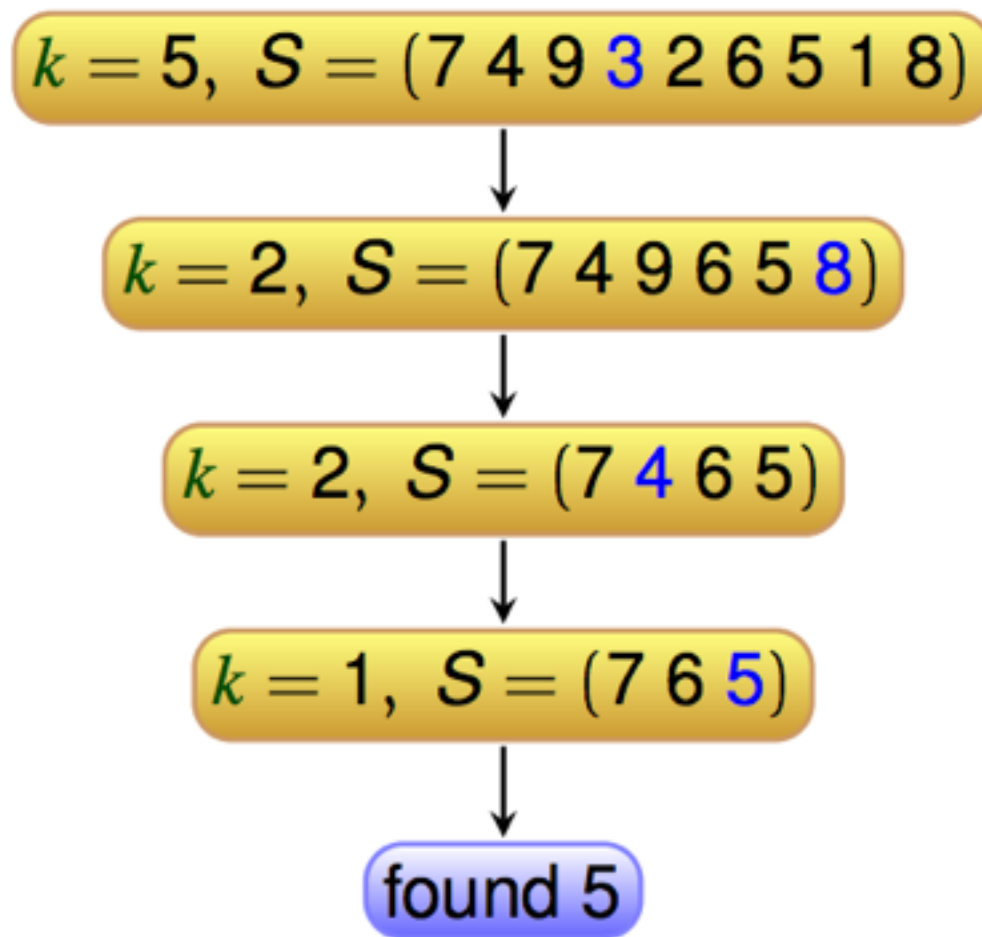 k = 5, S = (7 4 9 3 2 6 5 1 8)
k = 2, S = (7 4 9 6 5 8)
k = 2, S = (7 4 6 5)
k = 1, S = (7 6 5)
found 5